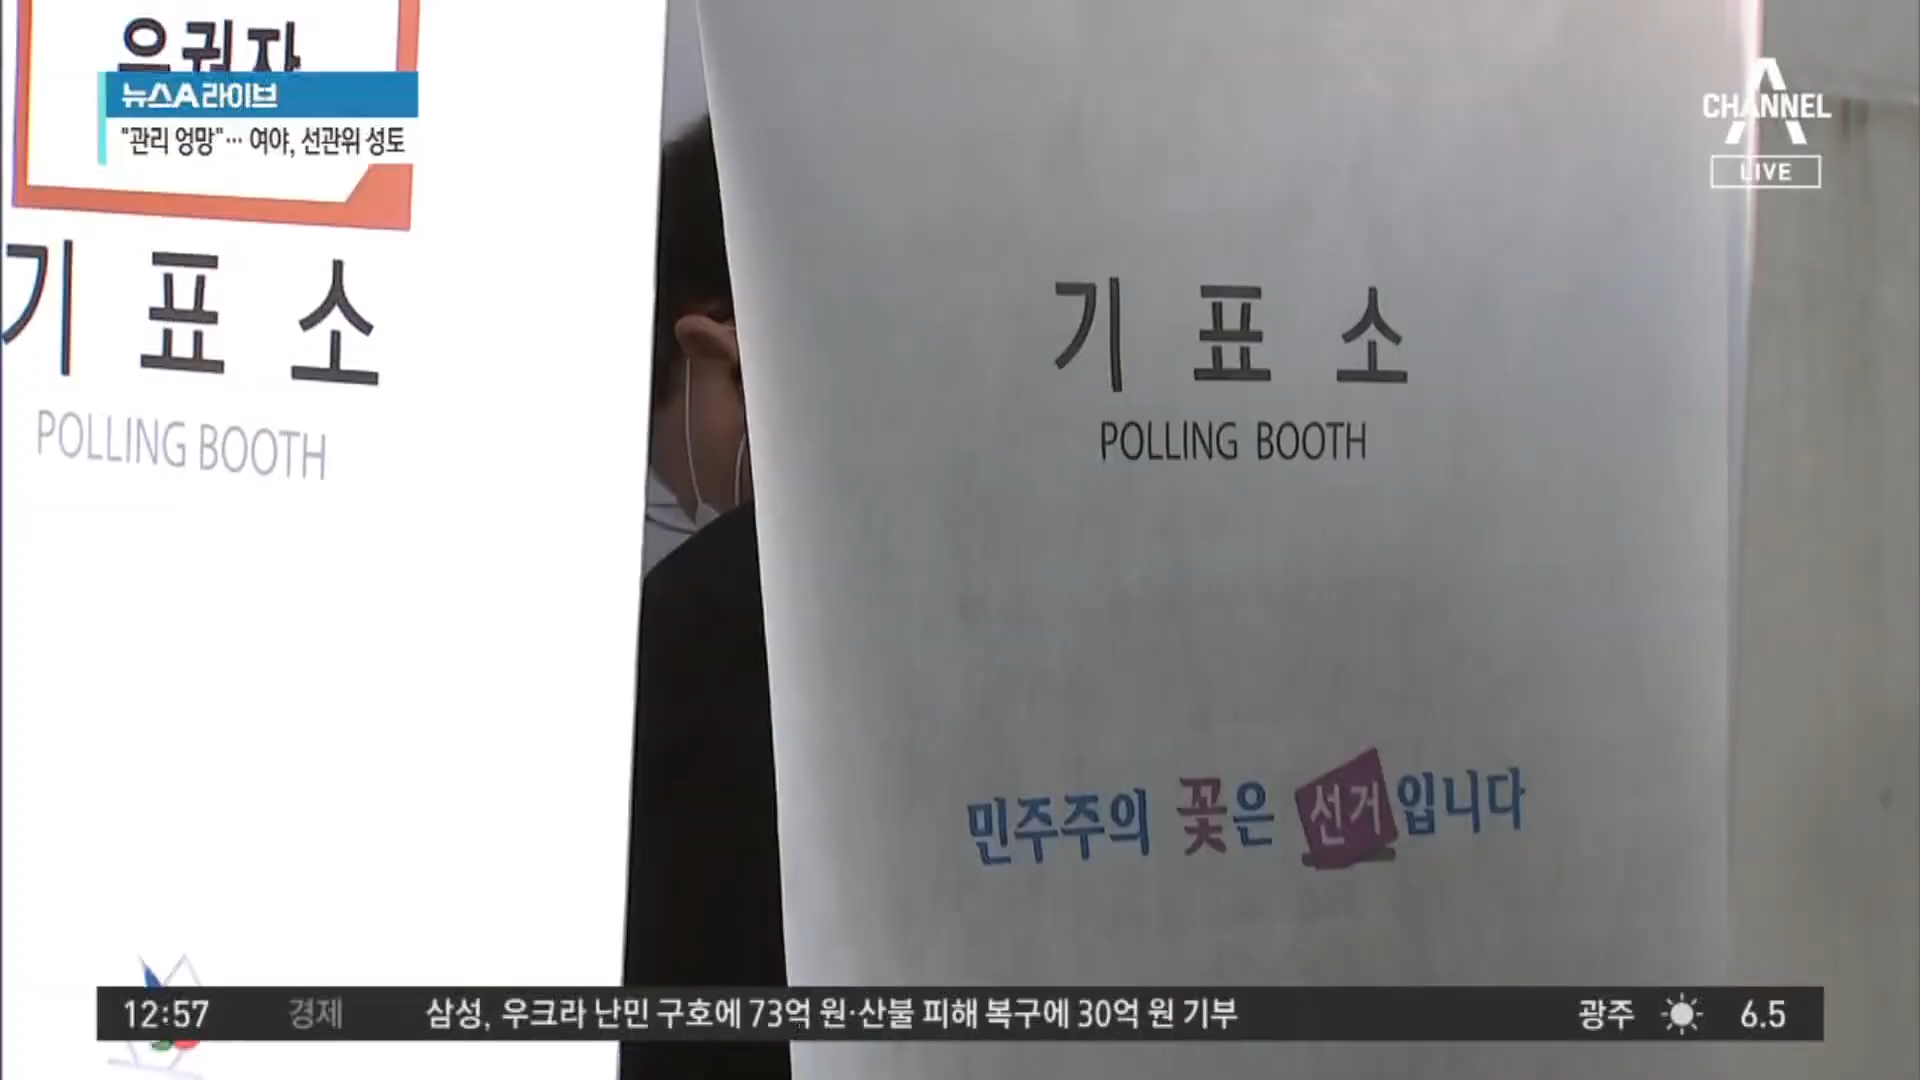 유권자
뉴스A 라이브
"관리 엉망"… 여야, 선관위 성토
CHANNEL A
LIVE
기표소
POLLING BOOTH
기표소
POLLING BOOTH
민주주의 꽃은 선거입니다
12:57 경제 삼성, 우크라 난민 구호에 73억 원·산불 피해 복구에 30억 원 기부 광주 6.5